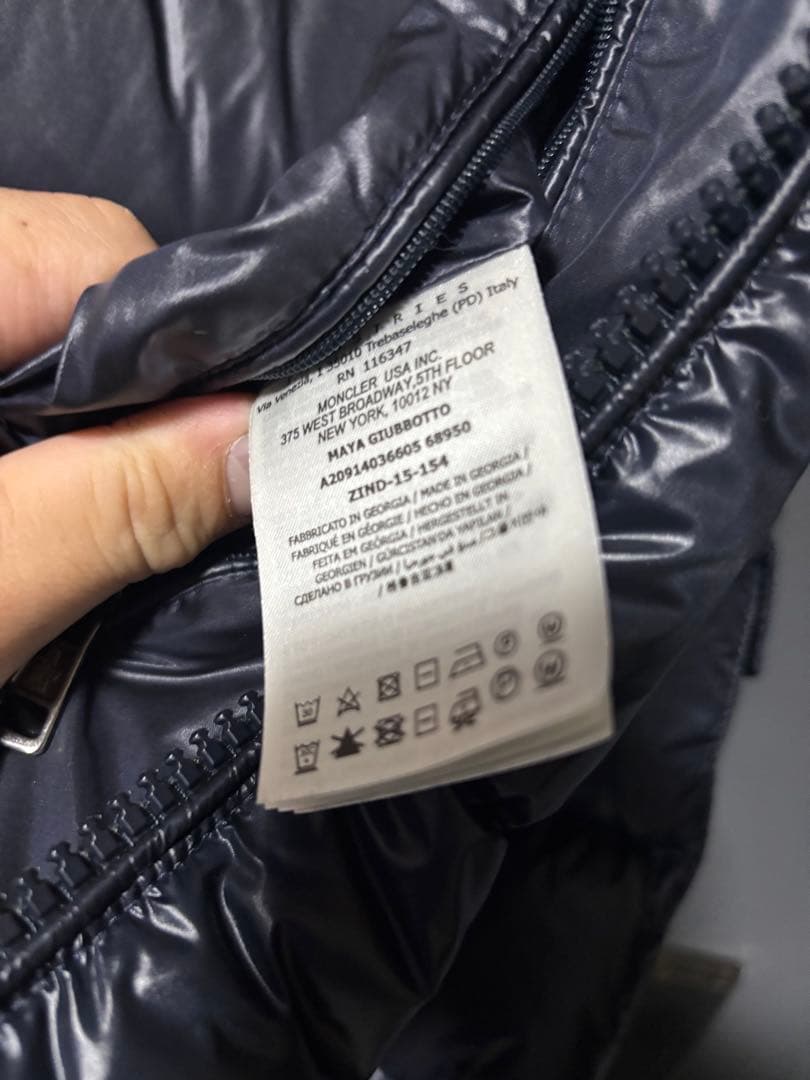 T R I E S
Via Venezia, 1 35010 Trebaseleghe (PD) Italy
RN 116347
MONCLER USA INC.
375 WEST BROADWAY,5TH FLOOR
NEW YORK, 10012 NY
MAYA GIUBBOTTO
A20914036605 68950
ZIND-15-154
FABBRICATO IN GEORGIA / MADE IN GEORGIA /
FABRIQUÉ EN GÉORGIE / HECHO EN GEORGIA /
FEITA EM GEÓRGIA / HERGESTELLT IN
GEORGIEN / GÜRCISTAN DA YAPILAN /
СДЕЛАНО В ГРУЗИИ /